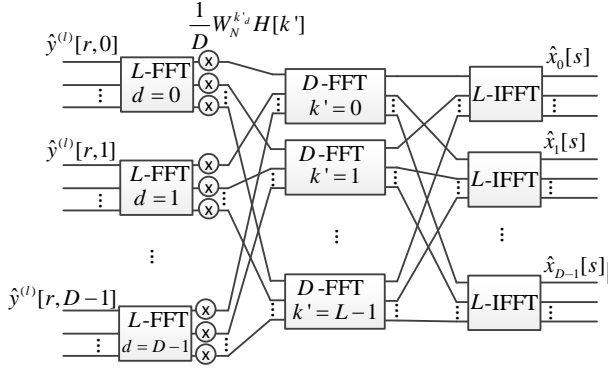 1/D W_N^{k'd} H[k']
ŷ^{(l)}[r,0]
L-FFT
d = 0
x
x
x
D-FFT
k' = 0
L-IFFT
x̂_0[s]
ŷ^{(l)}[r,1]
L-FFT
d = 1
x
x
x
D-FFT
k' = 1
L-IFFT
x̂_1[s]
ŷ^{(l)}[r,D−1]
L-FFT
d = D−1
x
x
x
D-FFT
k' = L−1
L-IFFT
x̂_{D−1}[s]